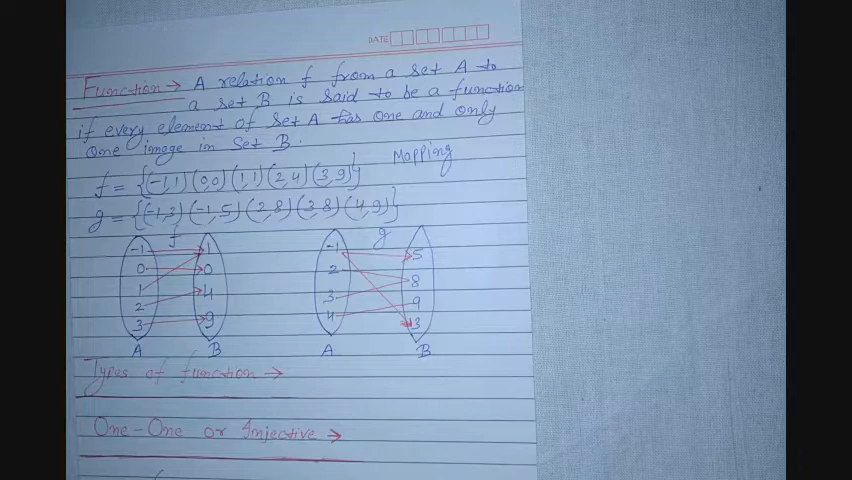 DATE
Function → A relation f from a set A to
a set B is said to be a function
if every element of set A has one and only
one image in set B.
Mapping
f = {(-1,1) (0,0) (1,1) (2,4) (3,9)}
g = {(-1,3) (-1,5) (2,8) (3,8) (4,9)}
f
-1 1
0 0
1 4
2 9
3
A B
g
-1 5
2 8
3 9
4 3
A B
Types of function →
One-One or Injective →